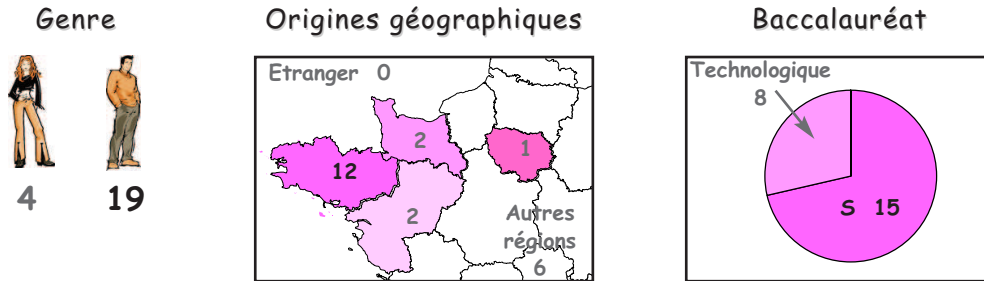 Genre
4 19
Origines géographiques
Etranger 0
2
1
12
2
Autres
régions
6
Baccalauréat
Technologique
8
S 15